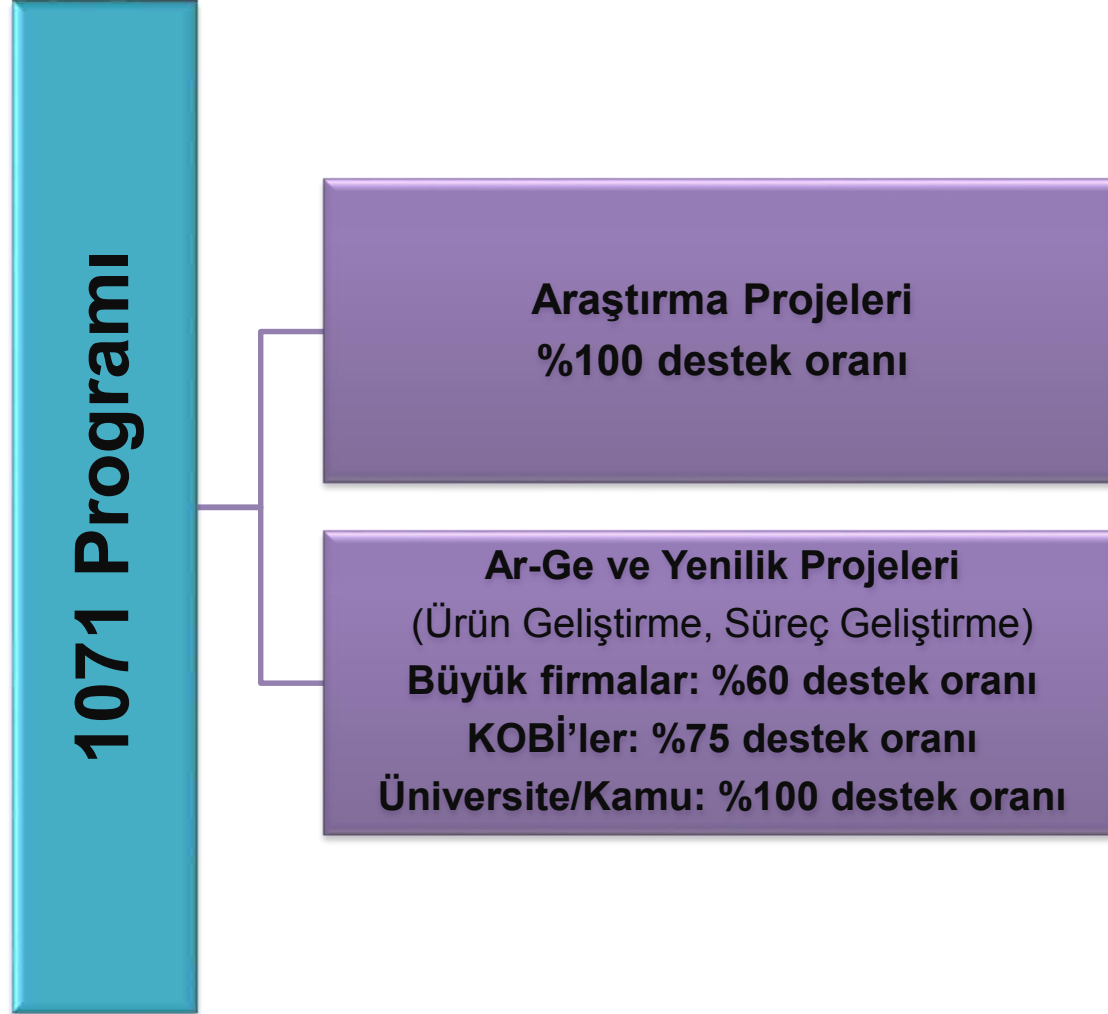 1071 Programı
Araştırma Projeleri
%100 destek oranı
Ar-Ge ve Yenilik Projeleri
(Ürün Geliştirme, Süreç Geliştirme)
Büyük firmalar: %60 destek oranı
KOBİ’ler: %75 destek oranı
Üniversite/Kamu: %100 destek oranı